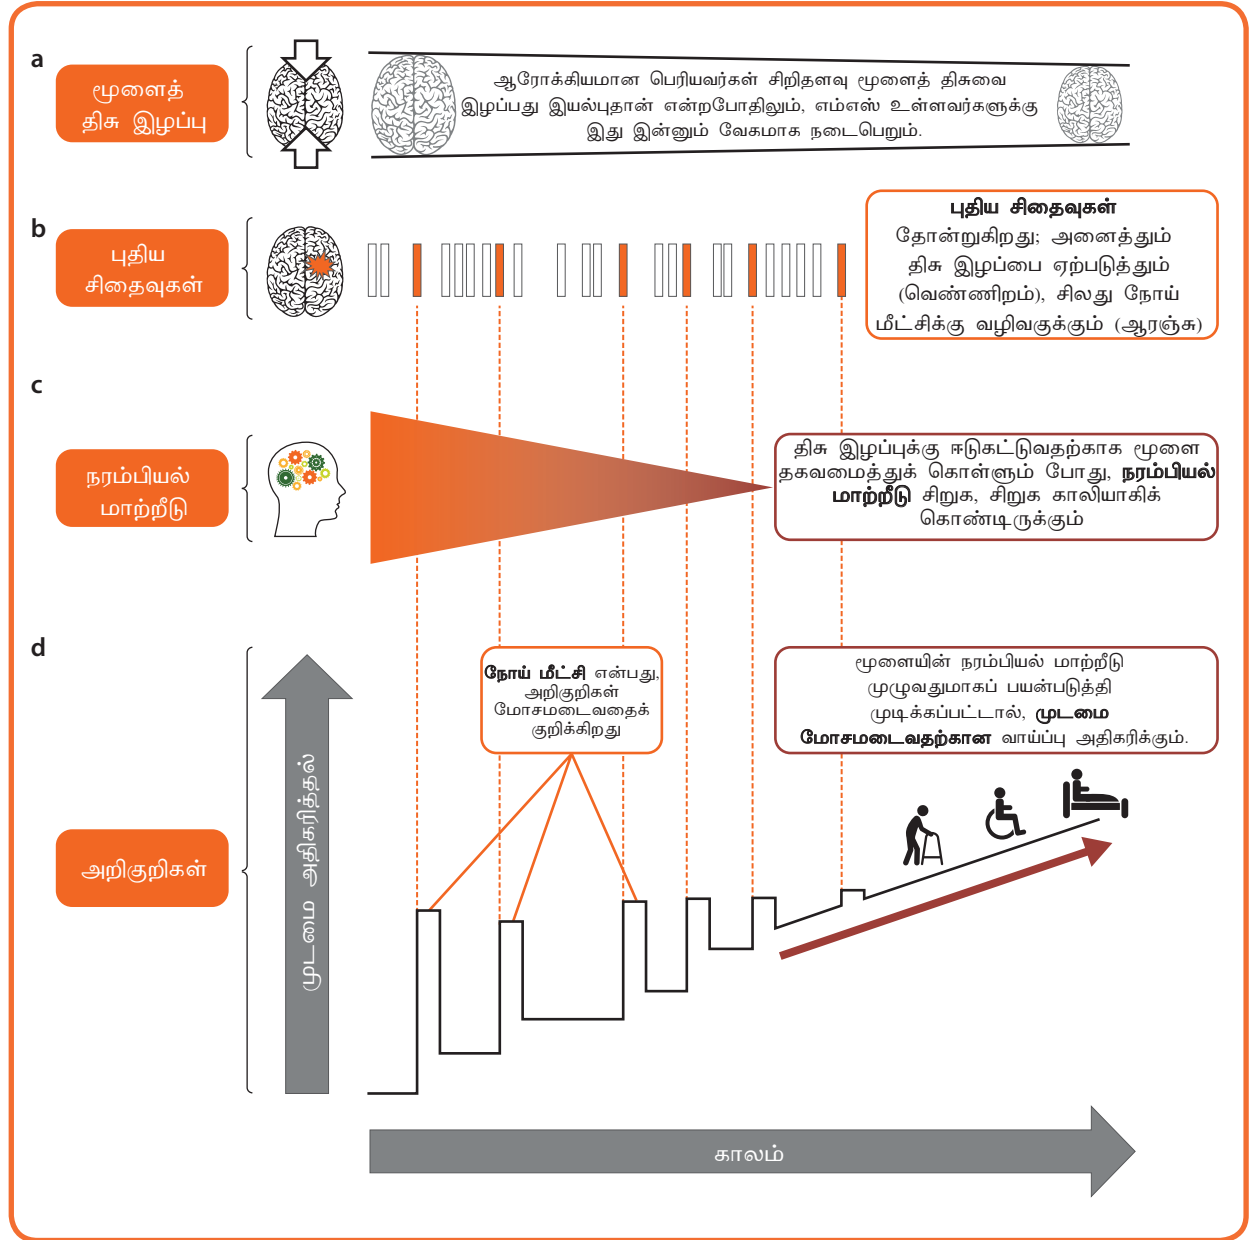 a
மூளைத்
திசு இழப்பு
ஆரோக்கியமான பெரியவர்கள் சிறிதளவு மூளைத் திசுவை
இழப்பது இயல்புதான் என்றபோதிலும், எம்எஸ் உள்ளவர்களுக்கு
இது இன்னும் வேகமாக நடைபெறும்.
b
புதிய
சிதைவுகள்
புதிய சிதைவுகள்
தோன்றுகிறது; அனைத்தும்
திசு இழப்பை ஏற்படுத்தும்
(வெண்ணிறம்), சிலது நோய்
மீட்சிக்கு வழிவகுக்கும் (ஆரஞ்சு)
c
நரம்பியல்
மாற்றீடு
திசு இழப்புக்கு ஈடுகட்டுவதற்காக மூளை
தகவமைத்துக் கொள்ளும் போது, நரம்பியல்
மாற்றீடு சிறுக, சிறுக காலியாகிக்
கொண்டிருக்கும்
d
அறிகுறிகள்
முடமை அதிகரித்தல்
நோய் மீட்சி என்பது,
அறிகுறிகள்
மோசமடைவதைக்
குறிக்கிறது
மூளையின் நரம்பியல் மாற்றீடு
முழுவதுமாகப் பயன்படுத்தி
முடிக்கப்பட்டால், முடமை
மோசமடைவதற்கான வாய்ப்பு அதிகரிக்கும்.
காலம்